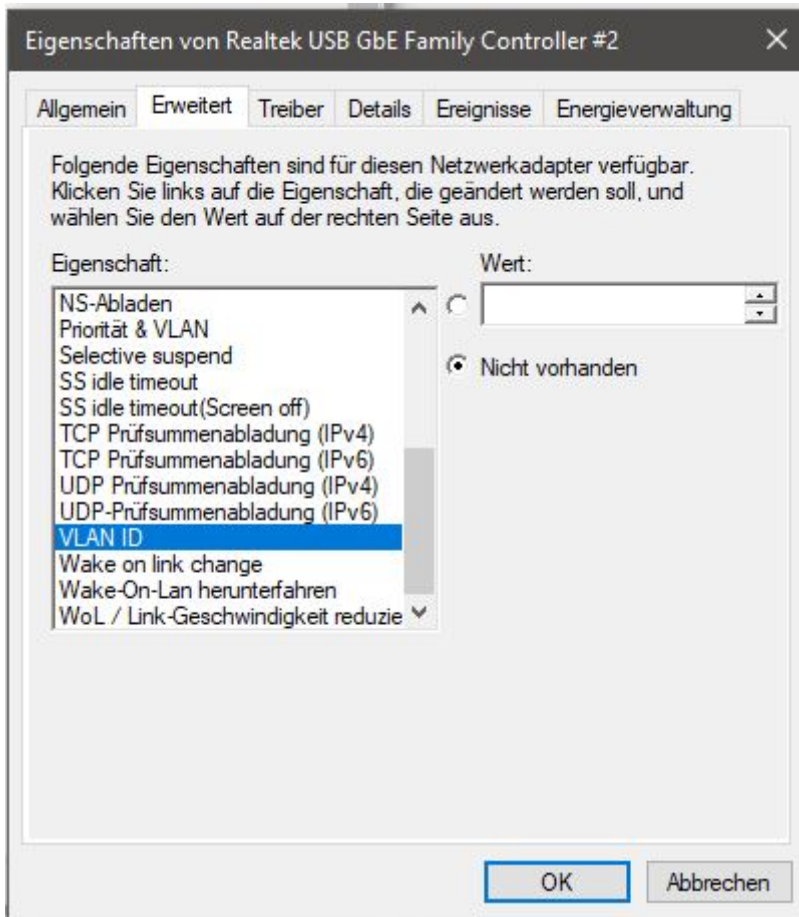 Eigenschaften von Realtek USB GbE Family Controller #2
Allgemein Erweitert Treiber Details Ereignisse Energieverwaltung
Folgende Eigenschaften sind für diesen Netzwerkadapter verfügbar.
Klicken Sie links auf die Eigenschaft, die geändert werden soll, und
wählen Sie den Wert auf der rechten Seite aus.
Eigenschaft:
NS-Abladen
Priorität & VLAN
Selective suspend
SS idle timeout
SS idle timeout(Screen off)
TCP Prüfsummenabladung (IPv4)
TCP Prüfsummenabladung (IPv6)
UDP Prüfsummenabladung (IPv4)
UDP-Prüfsummenabladung (IPv6)
VLAN ID
Wake on link change
Wake-On-Lan herunterfahren
WoL / Link-Geschwindigkeit reduzie
Wert:
Nicht vorhanden
OK Abbrechen